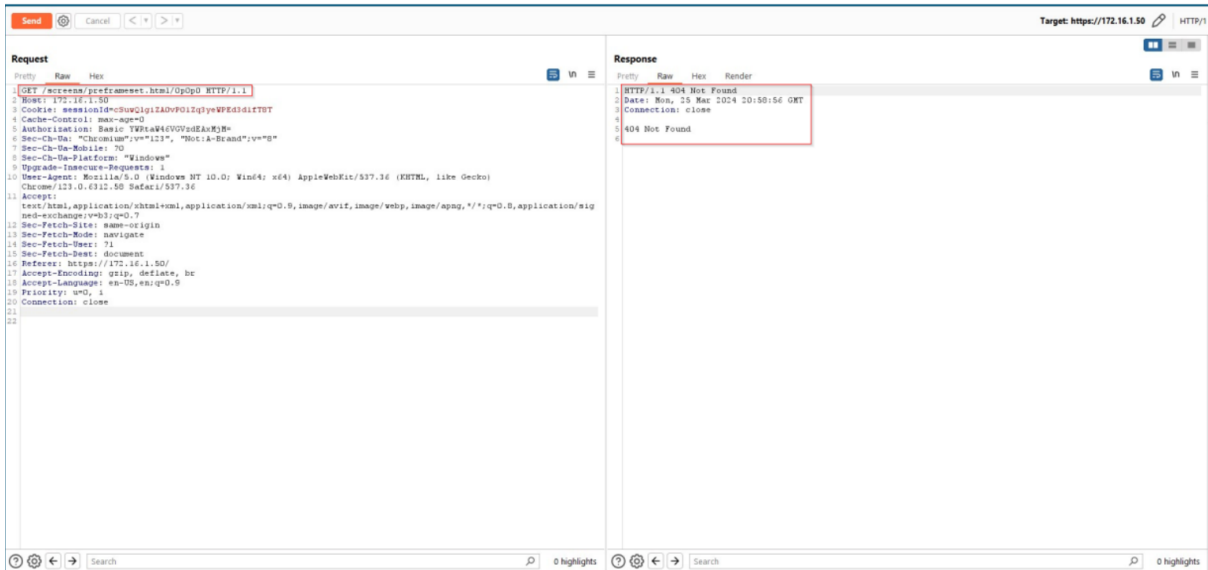 Send Cancel < > Target: https://172.16.1.50 HTTP/1
Request
Pretty Raw Hex
\n
1 GET /screens/preframeset.html/0p0p0 HTTP/1.1
2 Host: 172.16.1.50
3 Cookie:
4 Cache-Control: max-age=0
5 Authorization: Basic
6 Sec-Ch-Ua: "Chromium";v="123", "Not:A-Brand";v="8"
7 Sec-Ch-Ua-Mobile: ?0
8 Sec-Ch-Ua-Platform: "Windows"
9 Upgrade-Insecure-Requests: 1
10 User-Agent: Mozilla/5.0 (Windows NT 10.0; Win64; x64) AppleWebKit/537.36 (KHTML, like Gecko)
Chrome/123.0.6312.58 Safari/537.36
11 Accept:
text/html,application/xhtml+xml,application/xml;q=0.9,image/avif,image/webp,image/apng,*/*;q=0.8,application/sig
ned-exchange;v=b3;q=0.7
12 Sec-Fetch-Site: same-origin
13 Sec-Fetch-Mode: navigate
14 Sec-Fetch-User: ?1
15 Sec-Fetch-Dest: document
16 Referer: https://172.16.1.50/
17 Accept-Encoding: gzip, deflate, br
18 Accept-Language: en-US,en;q=0.9
19 Priority: u=0, i
20 Connection: close
21
22
Search 0 highlights
Response
Pretty Raw Hex Render
\n
1 HTTP/1.1 404 Not Found
2 Date: Mon, 25 Mar 2024 20:58:56 GMT
3 Connection: close
4
5 404 Not Found
6
Search 0 highlights